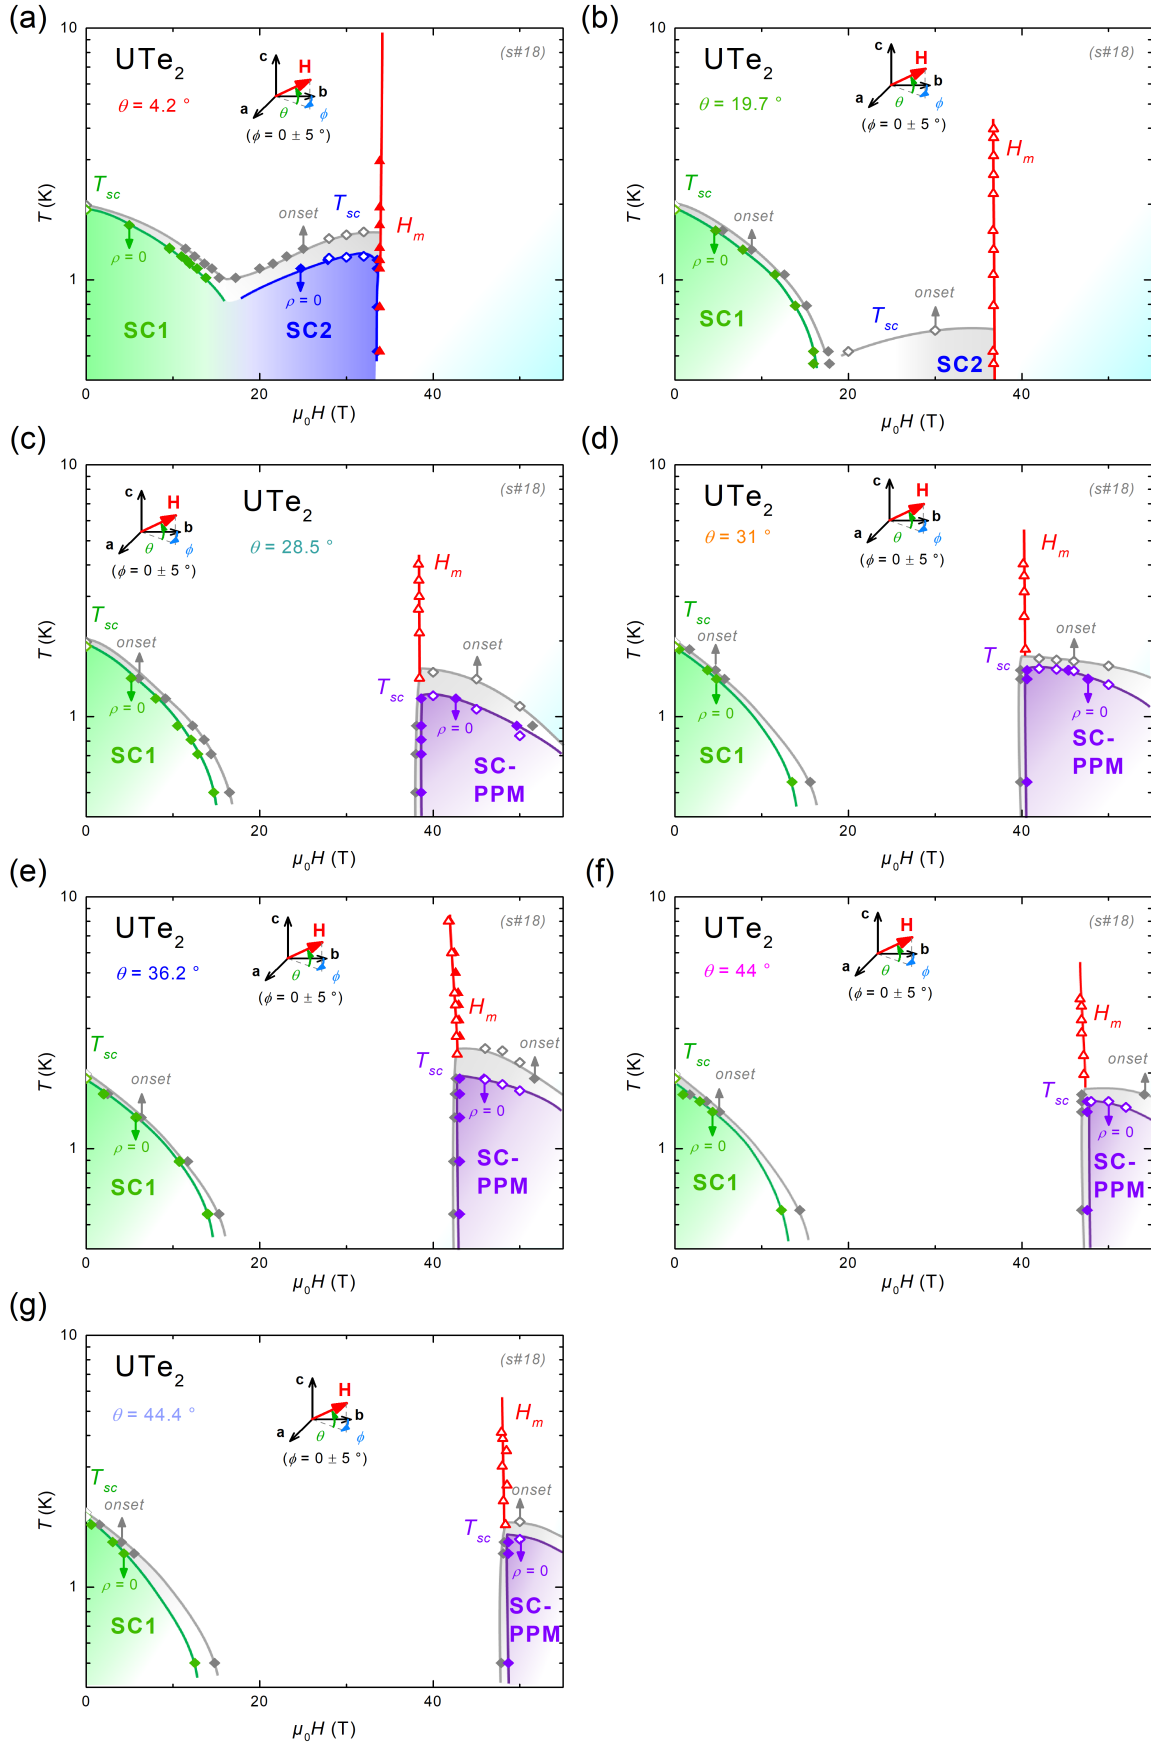 (a)
10
UTe2
(s#18)
c
H
b
a
θ
ϕ
θ = 4.2 °
(ϕ = 0 ± 5 °)
T (K)
Tsc
onset
Tsc
Hm
ρ = 0
1
ρ = 0
SC1
SC2
0
20
40
μ0H (T)
(b)
10
UTe2
(s#18)
c
H
b
a
θ
ϕ
θ = 19.7 °
(ϕ = 0 ± 5 °)
Hm
T (K)
Tsc
onset
ρ = 0
1
SC1
onset
Tsc
SC2
0
20
40
μ0H (T)
(c)
10
(s#18)
c
H
b
a
θ
ϕ
(ϕ = 0 ± 5 °)
UTe2
θ = 28.5 °
Hm
T (K)
Tsc
onset
onset
ρ = 0
Tsc
1
ρ = 0
SC1
SC-
PPM
0
20
40
μ0H (T)
(d)
10
UTe2
(s#18)
c
H
b
a
θ
ϕ
θ = 31 °
(ϕ = 0 ± 5 °)
Hm
T (K)
Tsc
onset
onset
Tsc
ρ = 0
1
ρ = 0
SC1
SC-
PPM
0
20
40
μ0H (T)
(e)
10
UTe2
(s#18)
c
H
b
a
θ
ϕ
θ = 36.2 °
(ϕ = 0 ± 5 °)
Hm
T (K)
Tsc
onset
onset
Tsc
ρ = 0
ρ = 0
1
SC1
SC-
PPM
0
20
40
μ0H (T)
(f)
10
UTe2
(s#18)
c
H
b
a
θ
ϕ
θ = 44 °
(ϕ = 0 ± 5 °)
Hm
T (K)
Tsc
onset
onset
Tsc
ρ = 0
ρ = 0
1
SC1
SC-
PPM
0
20
40
μ0H (T)
(g)
10
UTe2
(s#18)
c
H
b
a
θ
ϕ
θ = 44.4 °
(ϕ = 0 ± 5 °)
Hm
T (K)
Tsc
onset
onset
Tsc
ρ = 0
ρ = 0
1
SC1
SC-
PPM
0
20
40
μ0H (T)